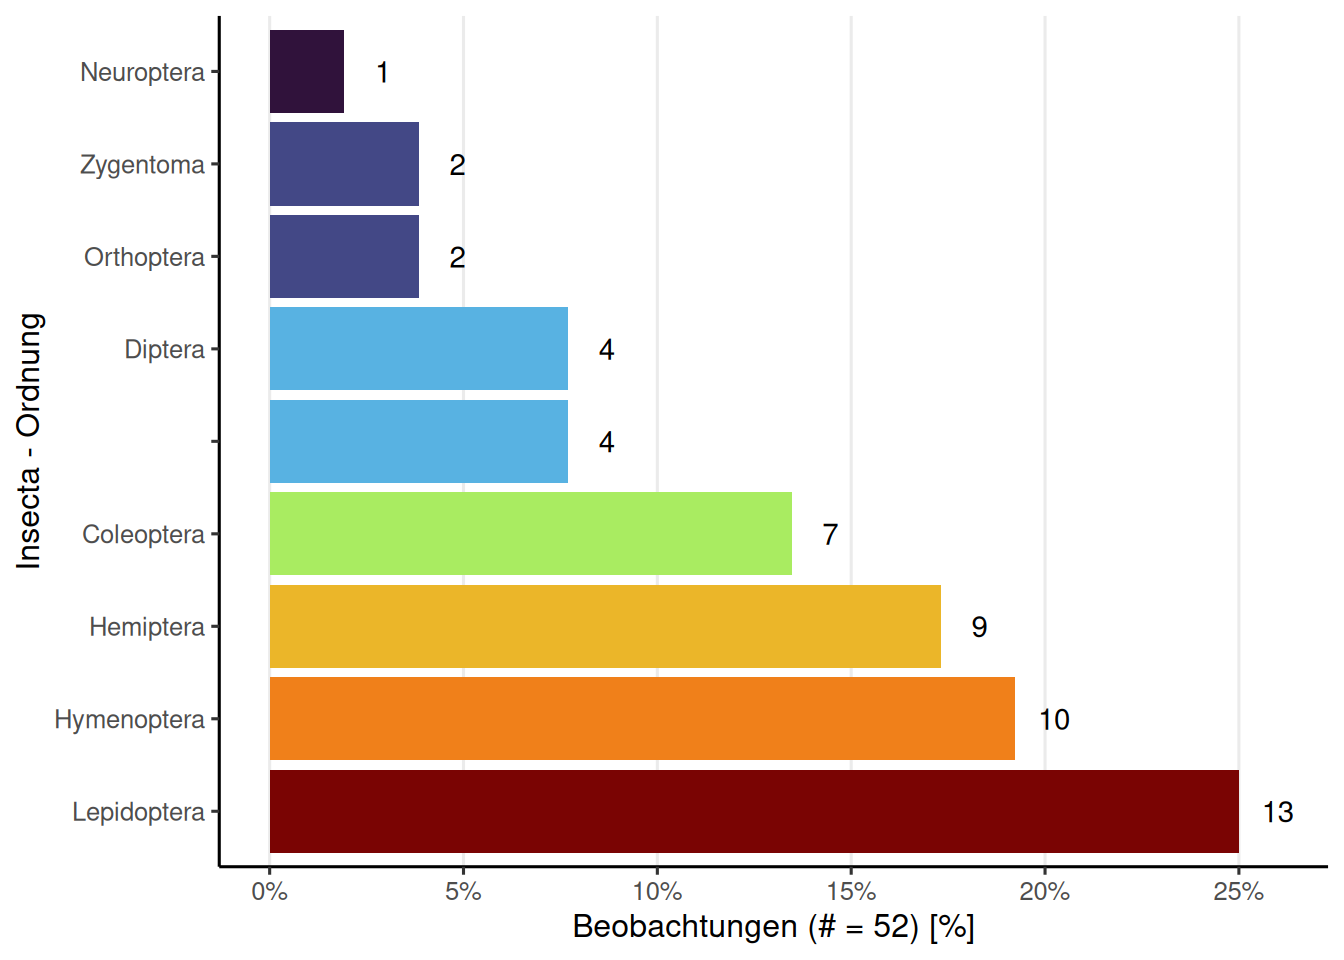 Insecta - Ordnung
Neuroptera 1
Zygentoma 2
Orthoptera 2
Diptera 4
4
Coleoptera 7
Hemiptera 9
Hymenoptera 10
Lepidoptera 13
0% 5% 10% 15% 20% 25%
Beobachtungen (# = 52) [%]